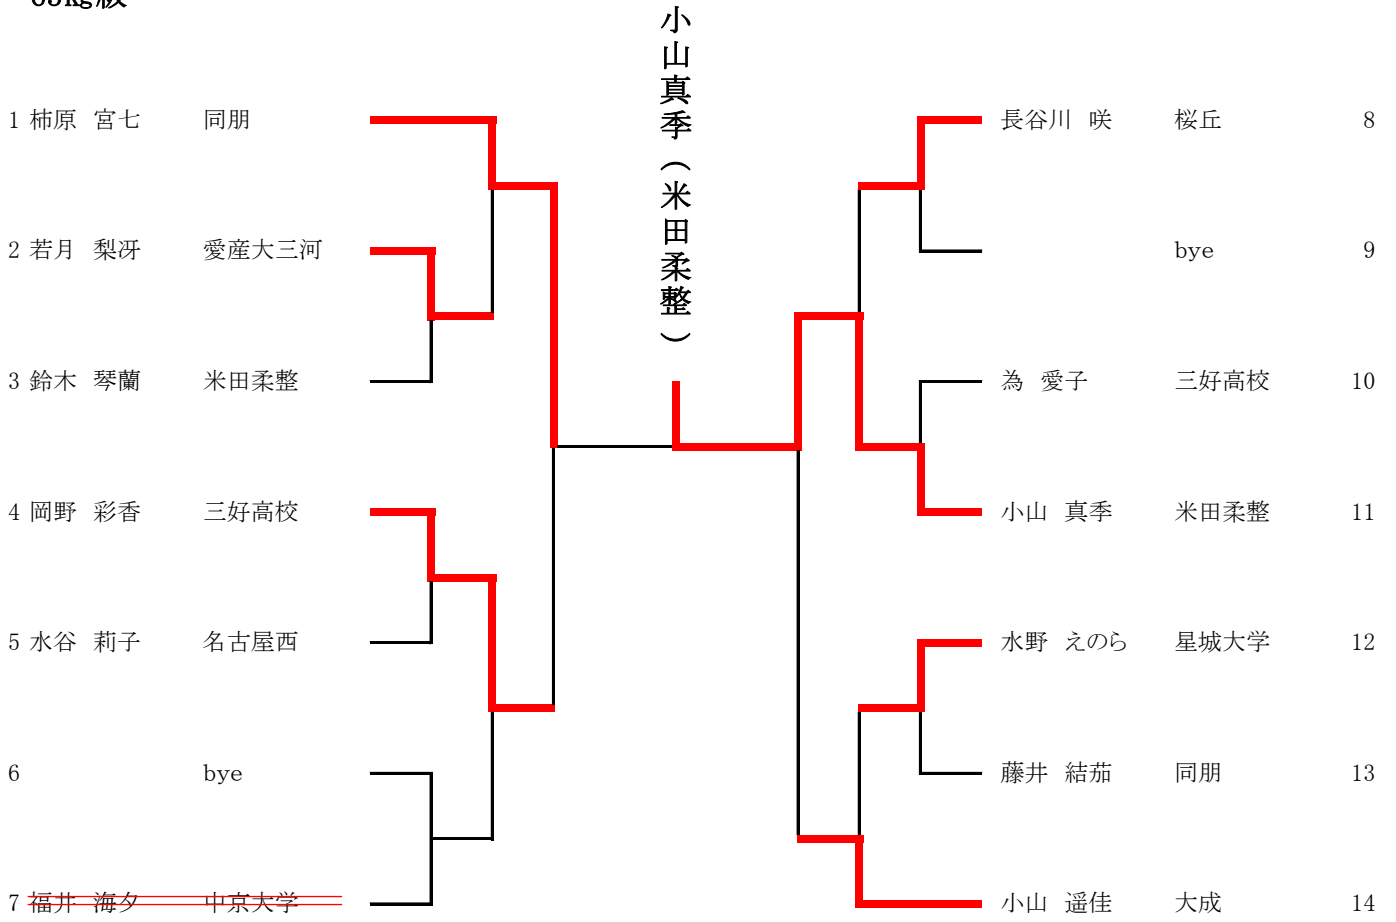 63kg級
小山真季（米田柔整）
1 柿原 宮七 同朋
2 若月 梨冴 愛産大三河
3 鈴木 琴蘭 米田柔整
4 岡野 彩香 三好高校
5 水谷 莉子 名古屋西
6 bye
7 福井 海夕 中京大学
長谷川 咲 桜丘 8
bye 9
為 愛子 三好高校 10
小山 真季 米田柔整 11
水野 えのら 星城大学 12
藤井 結茄 同朋 13
小山 遥佳 大成 14